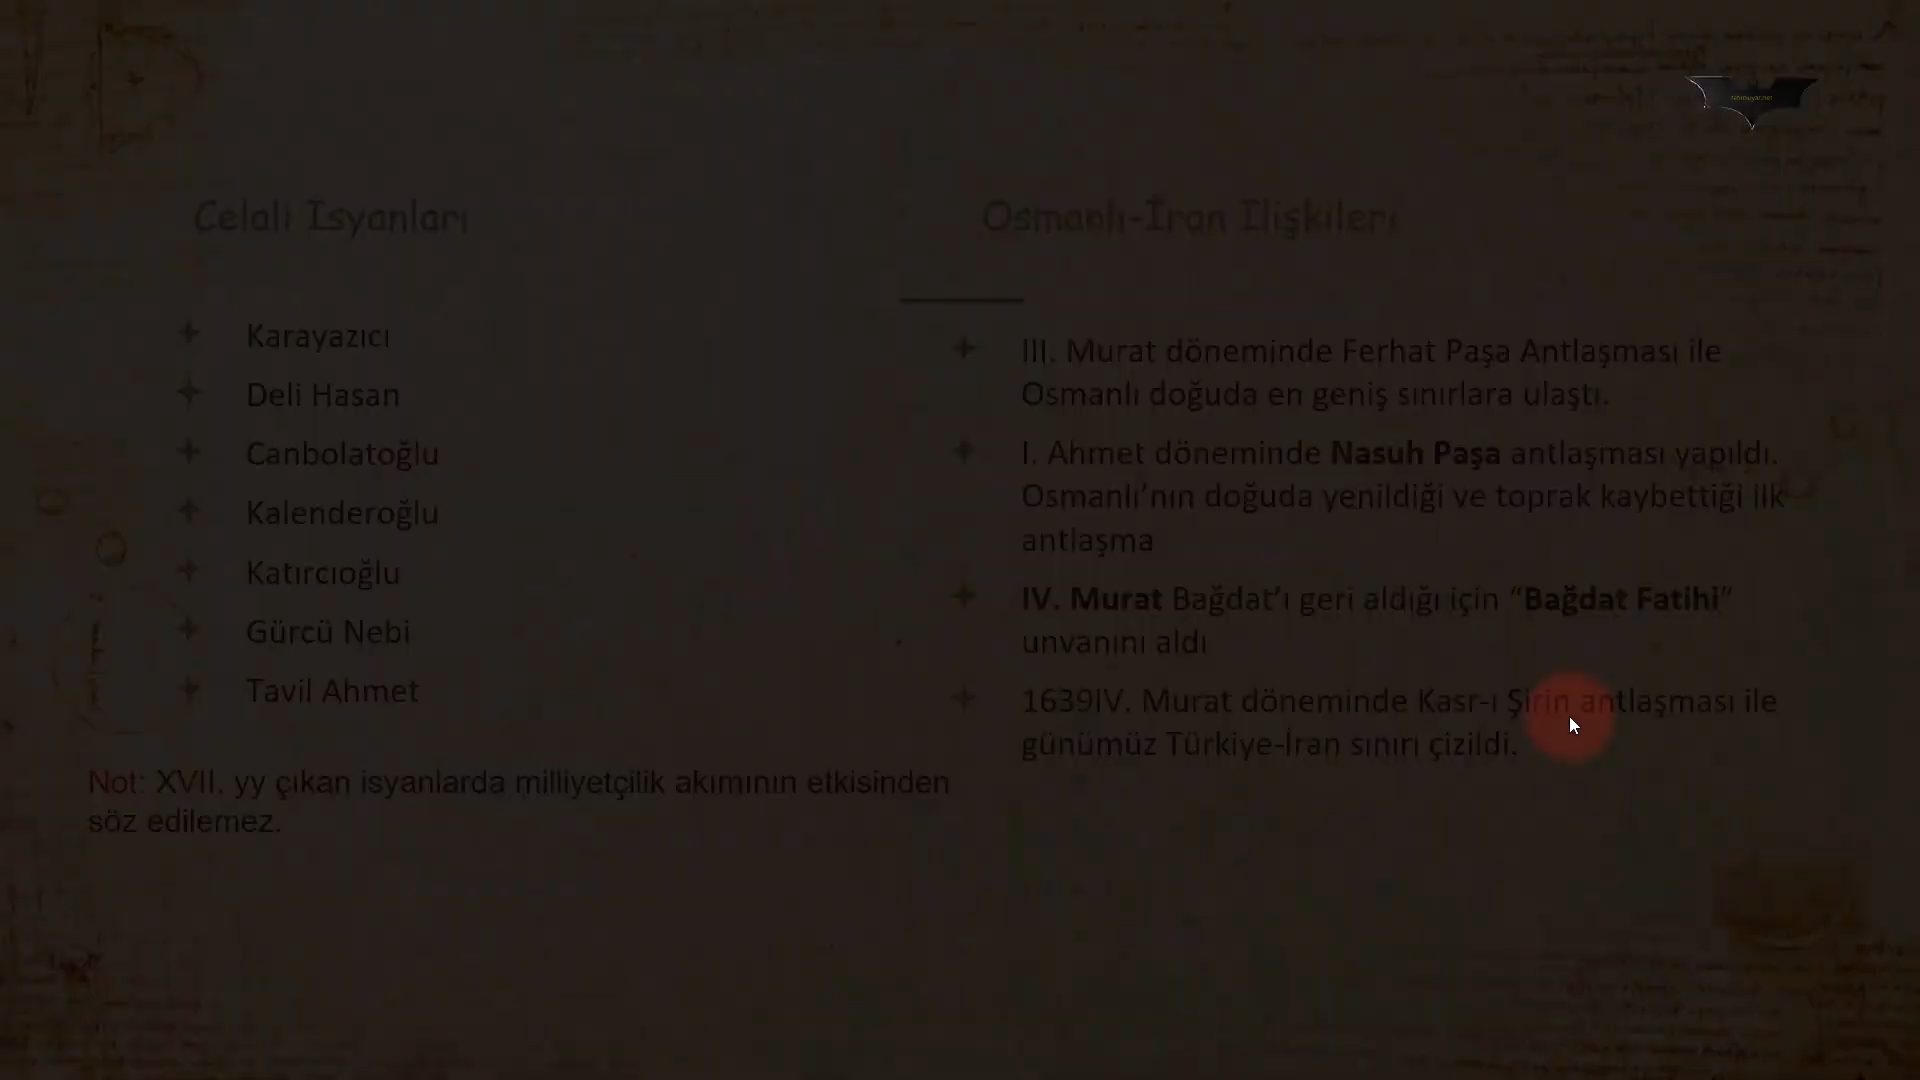 Celali İsyanları
Karayazıcı
Deli Hasan
Canbolatoğlu
Kalenderoğlu
Katırcıoğlu
Gürcü Nebi
Tavil Ahmet
Not: XVII. yy çıkan isyanlarda milliyetçilik akımının etkisinden
söz edilemez.
Osmanlı-İran İlişkileri
III. Murat döneminde Ferhat Paşa Antlaşması ile
Osmanlı doğuda en geniş sınırlara ulaştı.
I. Ahmet döneminde Nasuh Paşa antlaşması yapıldı.
Osmanlı’nın doğuda yenildiği ve toprak kaybettiği ilk
antlaşma
IV. Murat Bağdat’ı geri aldığı için “Bağdat Fatihi”
unvanını aldı
1639IV. Murat döneminde Kasr-ı Şirin antlaşması ile
günümüz Türkiye-İran sınırı çizildi.